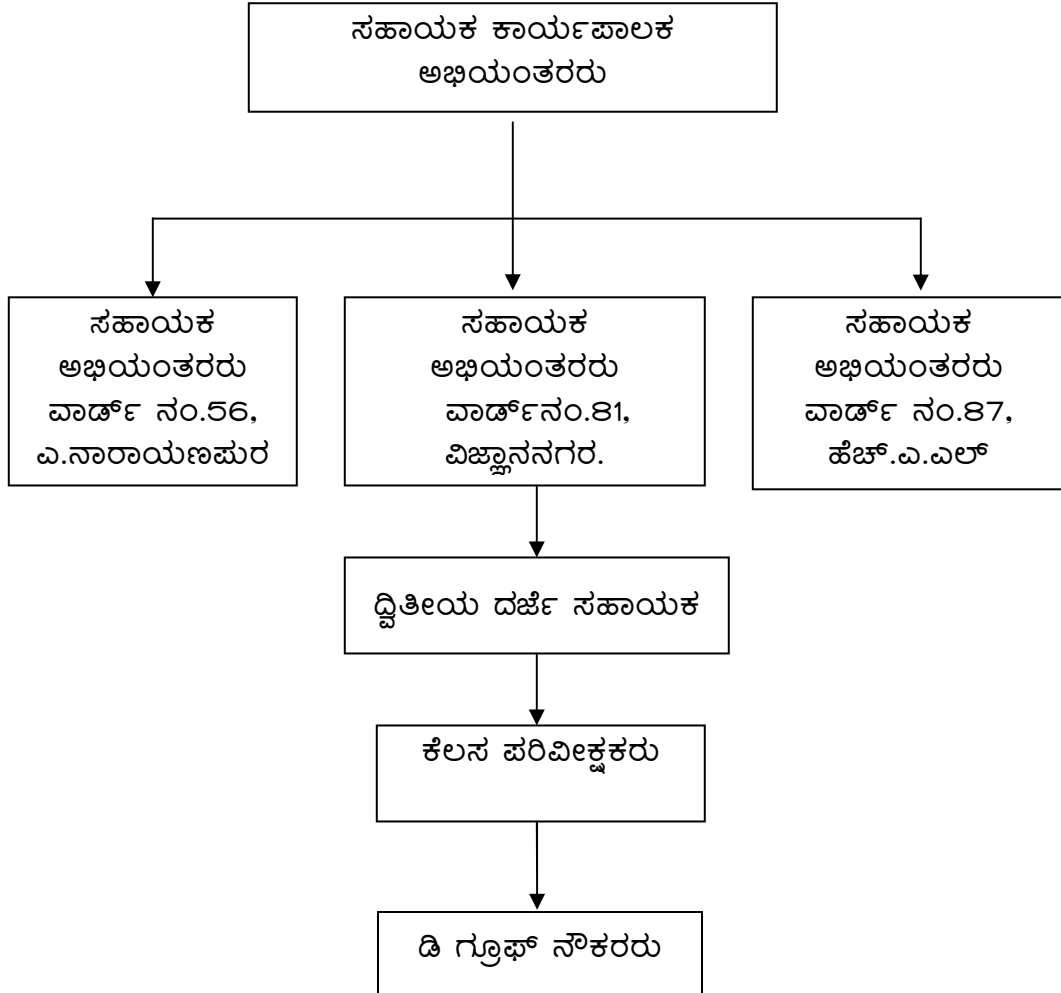 ಸಹಾಯಕ ಕಾರ್ಯಪಾಲಕ
ಅಭಿಯಂತರರು
ಸಹಾಯಕ
ಅಭಿಯಂತರರು
ವಾರ್ಡ್ ನಂ.56,
ಎ.ನಾರಾಯಣಪುರ
ಸಹಾಯಕ
ಅಭಿಯಂತರರು
ವಾರ್ಡ್‌ನಂ.81,
ವಿಜ್ಞಾನನಗರ.
ಸಹಾಯಕ
ಅಭಿಯಂತರರು
ವಾರ್ಡ್ ನಂ.87,
ಹೆಚ್.ಎ.ಎಲ್
ದ್ವಿತೀಯ ದರ್ಜೆ ಸಹಾಯಕ
ಕೆಲಸ ಪರಿವೀಕ್ಷಕರು
ಡಿ ಗ್ರೂಫ್ ನೌಕರರು